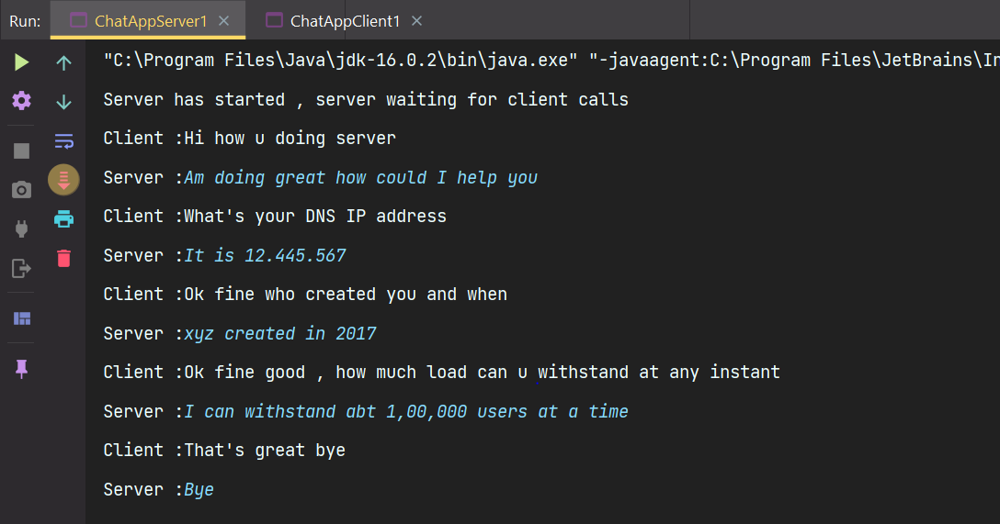 Run: ChatAppServer1 ChatAppClient1
"C:\Program Files\Java\jdk-16.0.2\bin\java.exe" "-javaagent:C:\Program Files\JetBrains\In
Server has started , server waiting for client calls
Client :Hi how u doing server
Server :Am doing great how could I help you
Client :What's your DNS IP address
Server :It is 12.445.567
Client :Ok fine who created you and when
Server :xyz created in 2017
Client :Ok fine good , how much load can u withstand at any instant
Server :I can withstand abt 1,00,000 users at a time
Client :That's great bye
Server :Bye